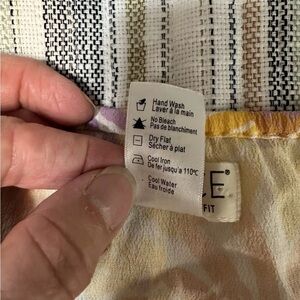 Hand Wash
Laver à la main
No Bleach
Pas de blanchiment
Dry Flat
Sécher à plat
Cool Iron
De fer jusqu'a 110℃
Cool Water
Eau froide
E®
FIT